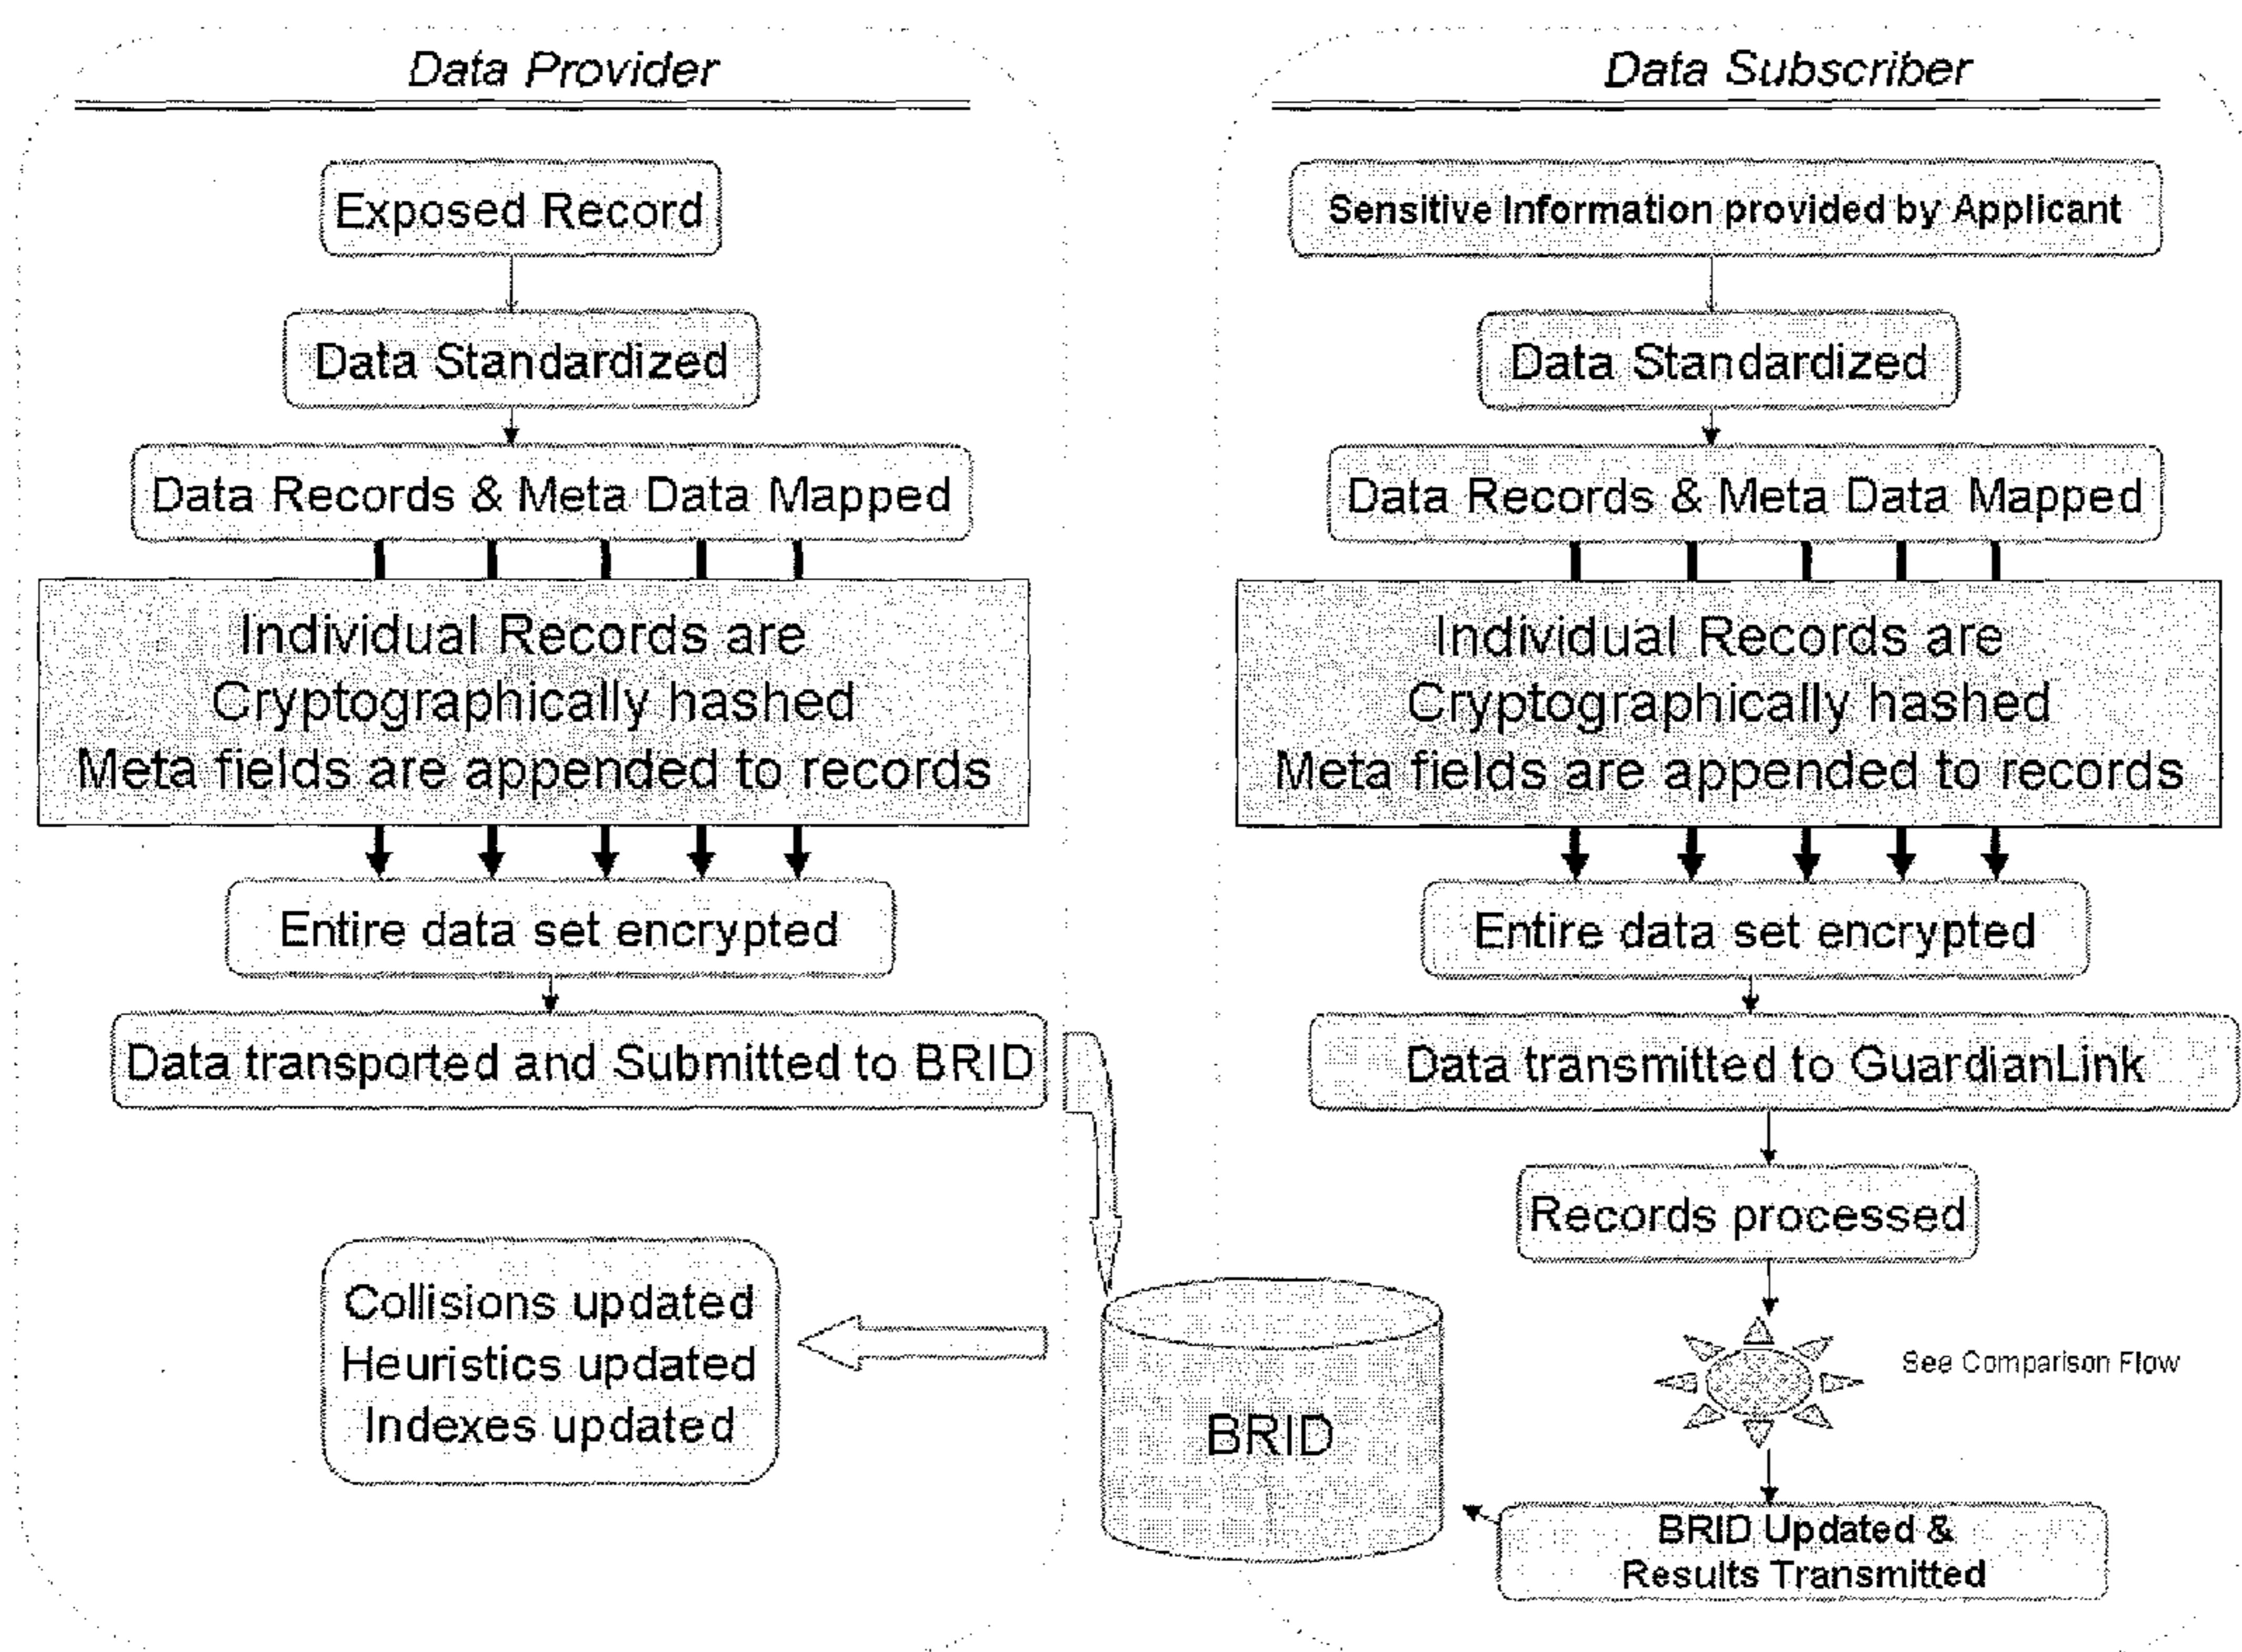 Data Provider
Exposed Record
Data Standardized
Data Records & Meta Data Mapped
Individual Records are
Cryptographically hashed
Meta fields are appended to records
Entire data set encrypted
Data transported and Submitted to BRID
Collisions updated
Heuristics updated
Indexes updated
BRID
Data Subscriber
Sensitive Information provided by Applicant
Data Standardized
Data Records & Meta Data Mapped
Individual Records are
Cryptographically hashed
Meta fields are appended to records
Entire data set encrypted
Data transmitted to GuardianLink
Records processed
See Comparison Flow
BRID Updated &
Results Transmitted